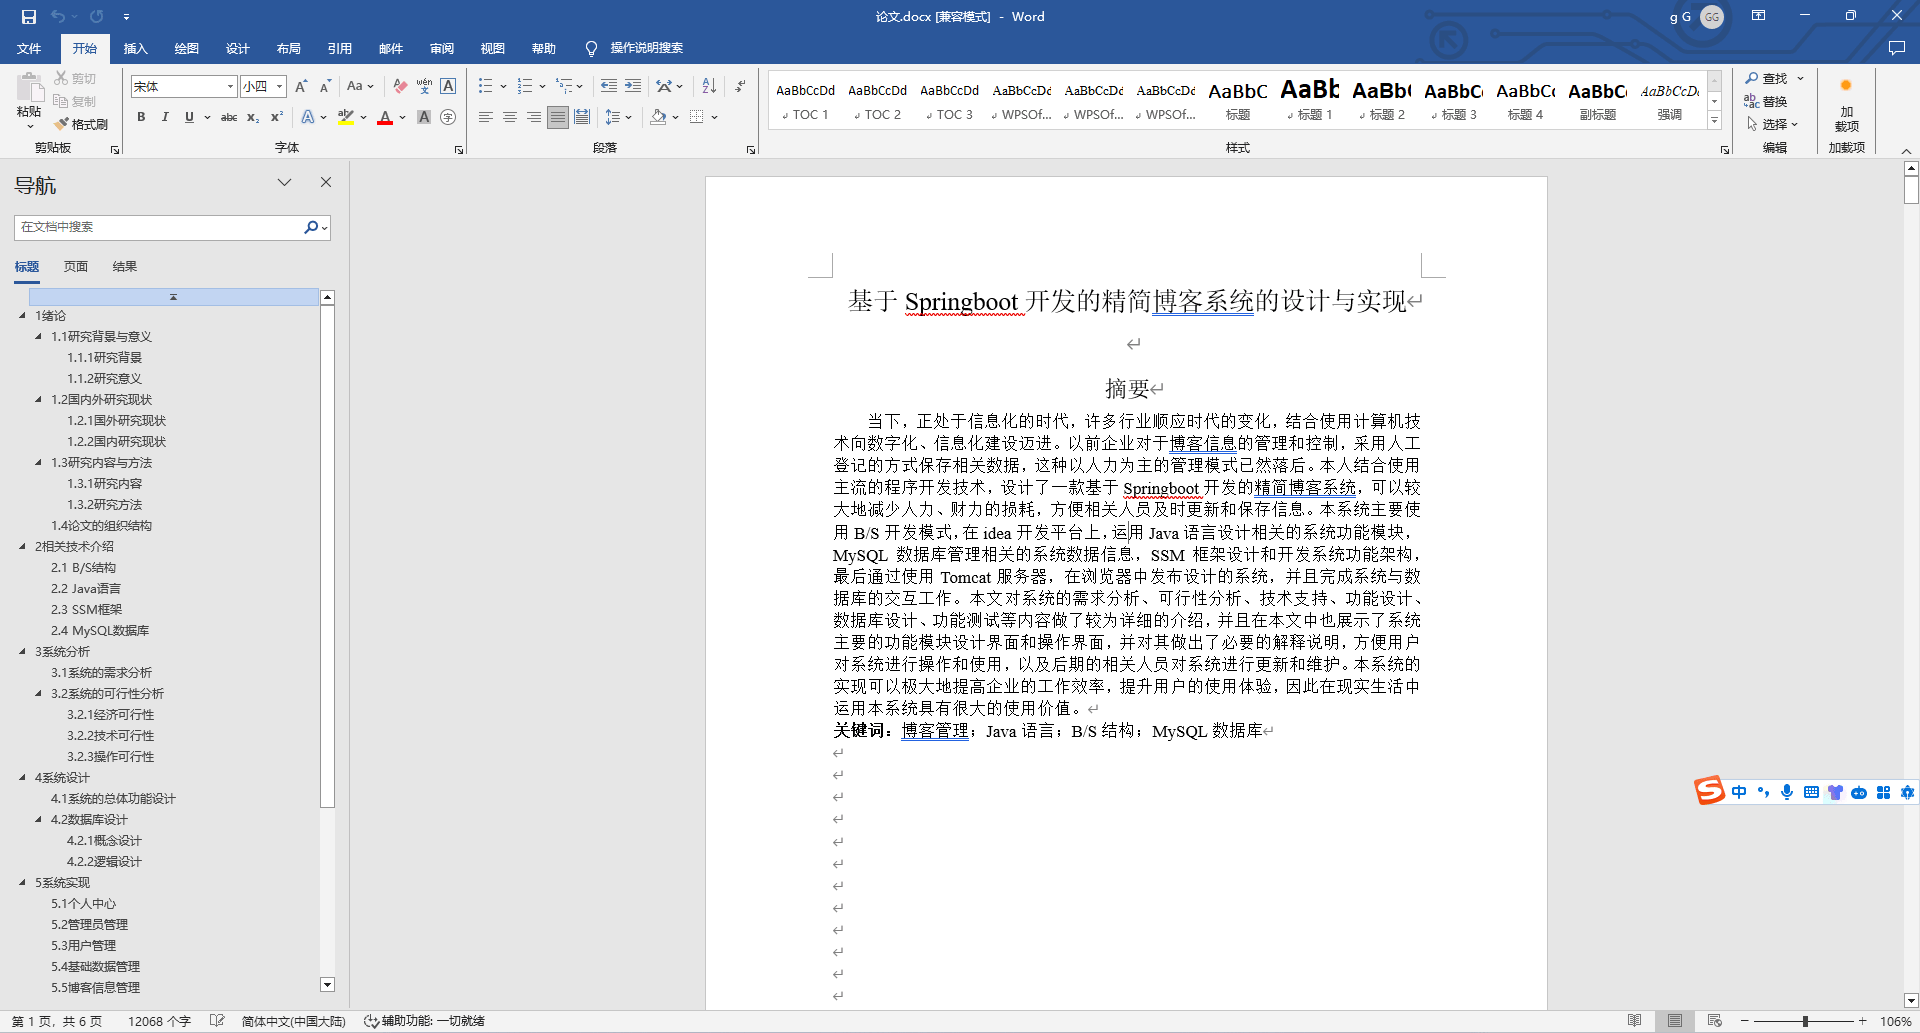 论文.docx [兼容模式] - Word
g G
GG
文件 开始 插入 绘图 设计 布局 引用 邮件 审阅 视图 帮助 操作说明搜索
粘贴
剪切
复制
格式刷
剪贴板
宋体 小四
Aa
wén
文
A
B I U abc x₂ x² A ab A A 字
字体
段落
AaBbCcDd AaBbCcDd AaBbCcDd AaBbCcDd AaBbCcDd AaBbCcDd AaBbC AaBb AaBb( AaBbC AaBbCc AaBbC AaBbCcDd
TOC 1 TOC 2 TOC 3 WPSOf... WPSOf... WPSOf... 标题 标题 1 标题 2 标题 3 标题 4 副标题 强调
样式
查找
替换
选择
编辑
加
载项
加载项
导航
在文档中搜索
标题 页面 结果
1绪论
1.1研究背景与意义
1.1.1研究背景
1.1.2研究意义
1.2国内外研究现状
1.2.1国外研究现状
1.2.2国内研究现状
1.3研究内容与方法
1.3.1研究内容
1.3.2研究方法
1.4论文的组织结构
2相关技术介绍
2.1 B/S结构
2.2 Java语言
2.3 SSM框架
2.4 MySQL数据库
3系统分析
3.1系统的需求分析
3.2系统的可行性分析
3.2.1经济可行性
3.2.2技术可行性
3.2.3操作可行性
4系统设计
4.1系统的总体功能设计
4.2数据库设计
4.2.1概念设计
4.2.2逻辑设计
5系统实现
5.1个人中心
5.2管理员管理
5.3用户管理
5.4基础数据管理
5.5博客信息管理
基于 Springboot 开发的精简博客系统的设计与实现
摘要
当下，正处于信息化的时代，许多行业顺应时代的变化，结合使用计算机技
术向数字化、信息化建设迈进。以前企业对于博客信息的管理和控制，采用人工
登记的方式保存相关数据，这种以人力为主的管理模式已然落后。本人结合使用
主流的程序开发技术，设计了一款基于 Springboot 开发的精简博客系统，可以较
大地减少人力、财力的损耗，方便相关人员及时更新和保存信息。本系统主要使
用 B/S 开发模式，在 idea 开发平台上，运用 Java 语言设计相关的系统功能模块，
MySQL 数据库管理相关的系统数据信息，SSM 框架设计和开发系统功能架构，
最后通过使用 Tomcat 服务器，在浏览器中发布设计的系统，并且完成系统与数
据库的交互工作。本文对系统的需求分析、可行性分析、技术支持、功能设计、
数据库设计、功能测试等内容做了较为详细的介绍，并且在本文中也展示了系统
主要的功能模块设计界面和操作界面，并对其做出了必要的解释说明，方便用户
对系统进行操作和使用，以及后期的相关人员对系统进行更新和维护。本系统的
实现可以极大地提高企业的工作效率，提升用户的使用体验，因此在现实生活中
运用本系统具有很大的使用价值。
关键词：博客管理；Java 语言；B/S 结构；MySQL 数据库
中
第 1 页，共 6 页 12068 个字 简体中文(中国大陆) 辅助功能: 一切就绪
106%